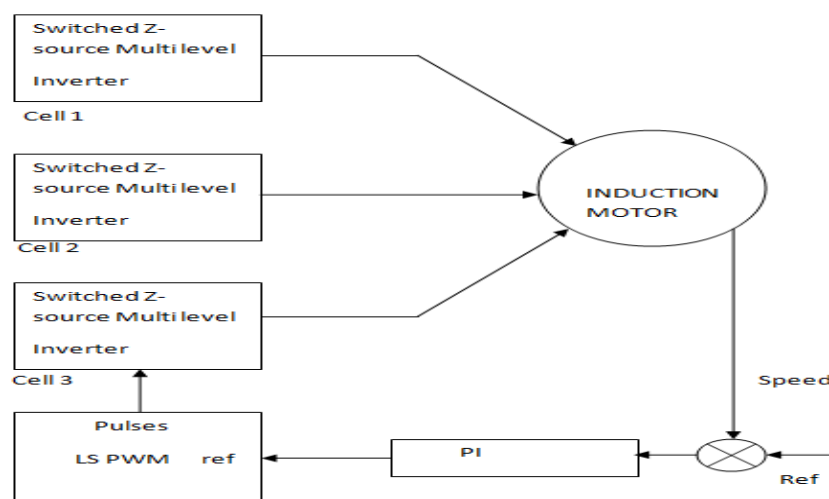 Switched Z-
source Multilevel
Inverter
Cell 1
Switched Z-
source Multilevel
Inverter
Cell 2
INDUCTION
MOTOR
Switched Z-
source Multilevel
Inverter
Cell 3
Speed
Pulses
LS PWM ref
PI
Ref